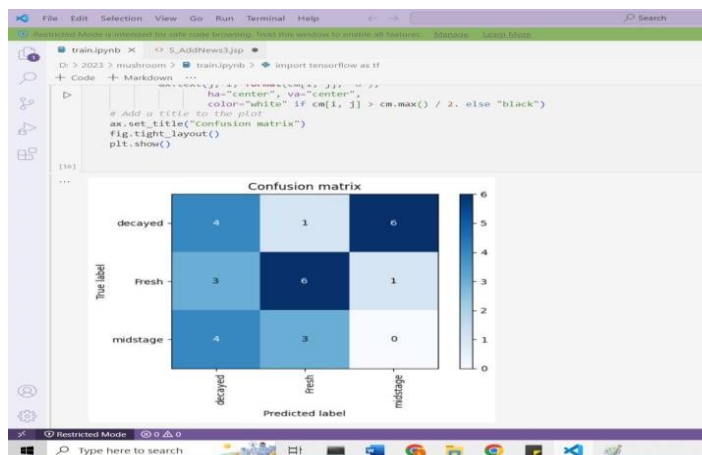 File Edit Selection View Go Run Terminal Help
Search
Restricted Mode is intended for safe code browsing. Trust this window to enable all features. Manage Learn More
train.ipynb S_AddNews3.jsp
D: > 2023 > mushroom > train.ipynb > import tensorflow as tf
+ Code + Markdown ...
ha="center", va="center",
color="white" if cm[i, j] > cm.max() / 2. else "black")
# Add a title to the plot
ax.set_title("Confusion matrix")
fig.tight_layout()
plt.show()
[16]
...
Confusion matrix
decayed 4 1 6
Fresh 3 6 1
midstage 4 3 0
True label
decayed Fresh midstage
Predicted label
6
5
4
3
2
1
0
Restricted Mode 0 0
Type here to search